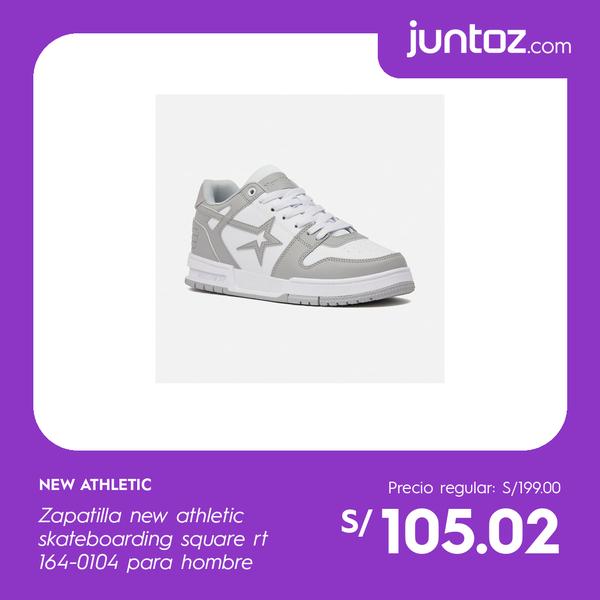 juntoz.com
NEW ATHLETIC
Zapatilla new athletic
skateboarding square rt
164-0104 para hombre
Precio regular: S/199.00
S/105.02